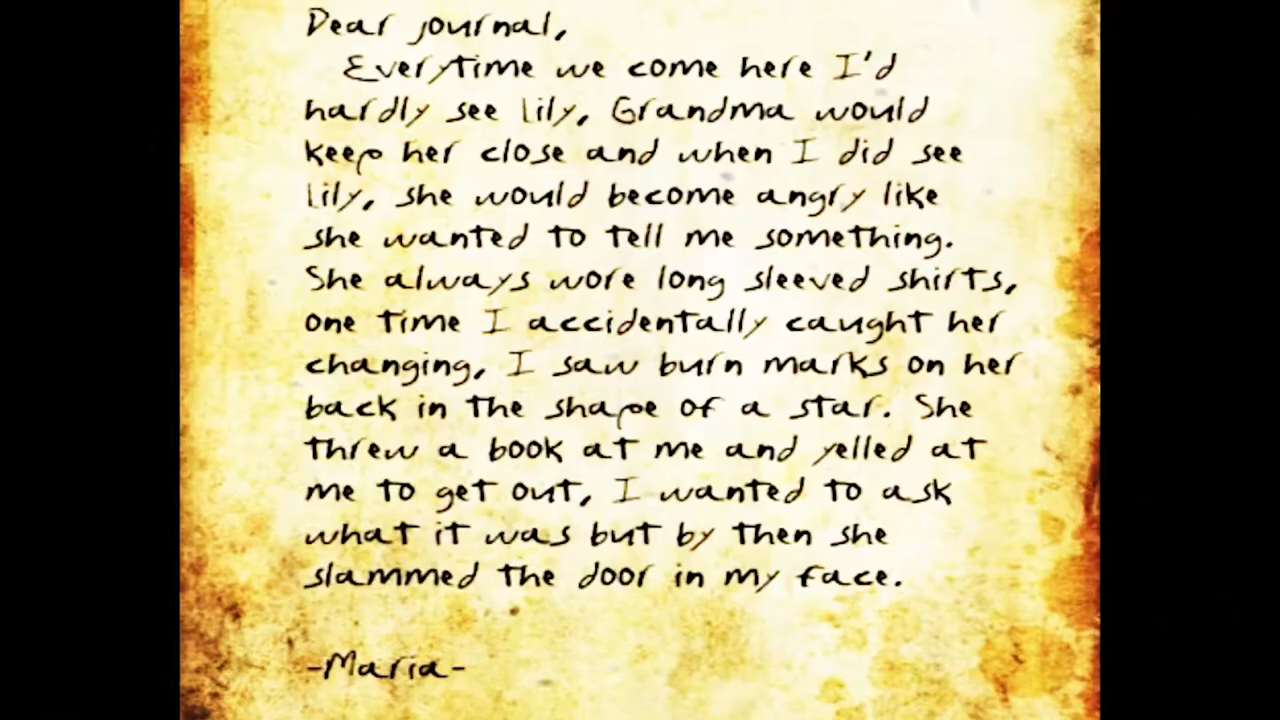 Dear journal,
Everytime we come here I'd
hardly see lily, Grandma would
keep her close and when I did see
lily, she would become angry like
she wanted to tell me something.
She always wore long sleeved shirts,
one time I accidentally caught her
changing, I saw burn marks on her
back in the shape of a star. She
threw a book at me and yelled at
me to get out, I wanted to ask
what it was but by then she
slammed the door in my face.
-Maria-